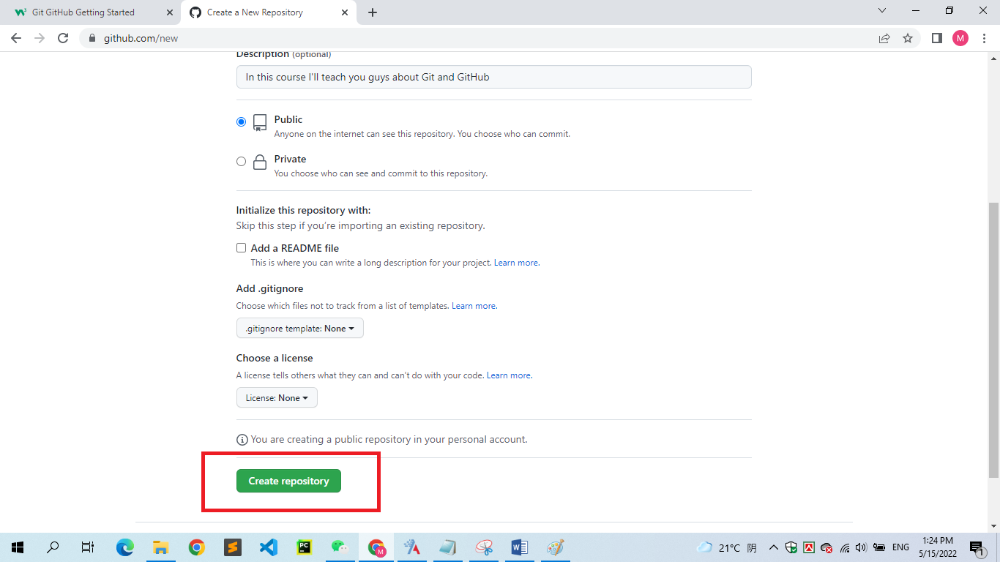 Git GitHub Getting Started
Create a New Repository
github.com/new
M
Description (optional)
In this course I'll teach you guys about Git and GitHub
Public
Anyone on the internet can see this repository. You choose who can commit.
Private
You choose who can see and commit to this repository.
Initialize this repository with:
Skip this step if you're importing an existing repository.
Add a README file
This is where you can write a long description for your project. Learn more.
Add .gitignore
Choose which files not to track from a list of templates. Learn more.
.gitignore template: None
Choose a license
A license tells others what they can and can't do with your code. Learn more.
License: None
You are creating a public repository in your personal account.
Create repository
PC
M
21°C 阴
ENG
1:24 PM
5/15/2022
1